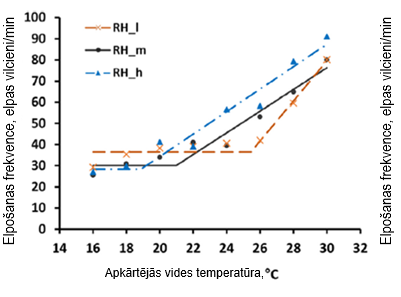 Elpošanas frekvence, elpas vilcieni/min
100
90
80
70
60
50
40
30
20
10
0
RH_l
RH_m
RH_h
14 16 18 20 22 24 26 28 30 32
Apkārtējās vides temperatūra,°C
Elpošanas frekvence, elpas vilcieni/min